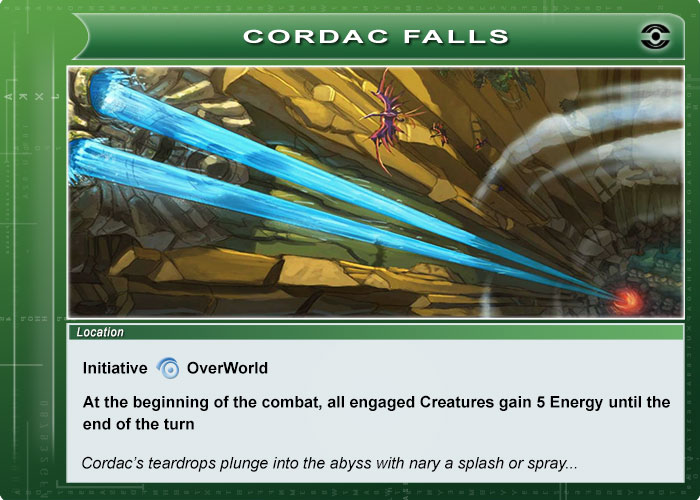 CORDAC FALLS
Location
Initiative OverWorld
At the beginning of the combat, all engaged Creatures gain 5 Energy until the
end of the turn
Cordac's teardrops plunge into the abyss with nary a splash or spray...